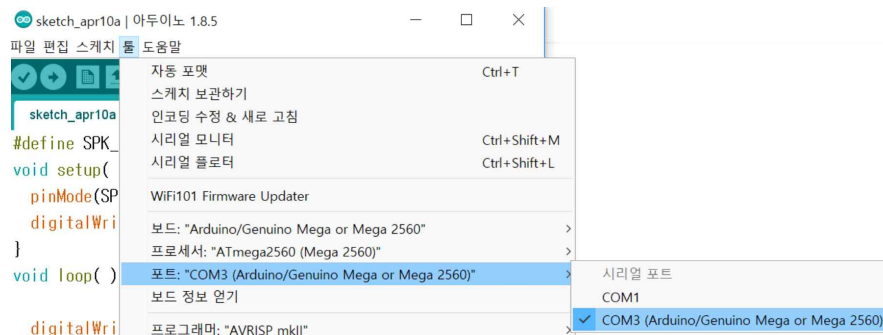 sketch_apr10a | 아두이노 1.8.5
파일 편집 스케치 툴 도움말
자동 포맷 Ctrl+T
스케치 보관하기
sketch_apr10a
인코딩 수정 & 새로 고침
#define SPK_
시리얼 모니터 Ctrl+Shift+M
void setup(
시리얼 플로터 Ctrl+Shift+L
pinMode(SP
WiFi101 Firmware Updater
digitalWri
보드: "Arduino/Genuino Mega or Mega 2560"
}
프로세서: "ATmega2560 (Mega 2560)"
void loop( )
포트: "COM3 (Arduino/Genuino Mega or Mega 2560)"
시리얼 포트
보드 정보 얻기
COM1
digitalWri
프로그래머: "AVRISP mkII"
COM3 (Arduino/Genuino Mega or Mega 2560)